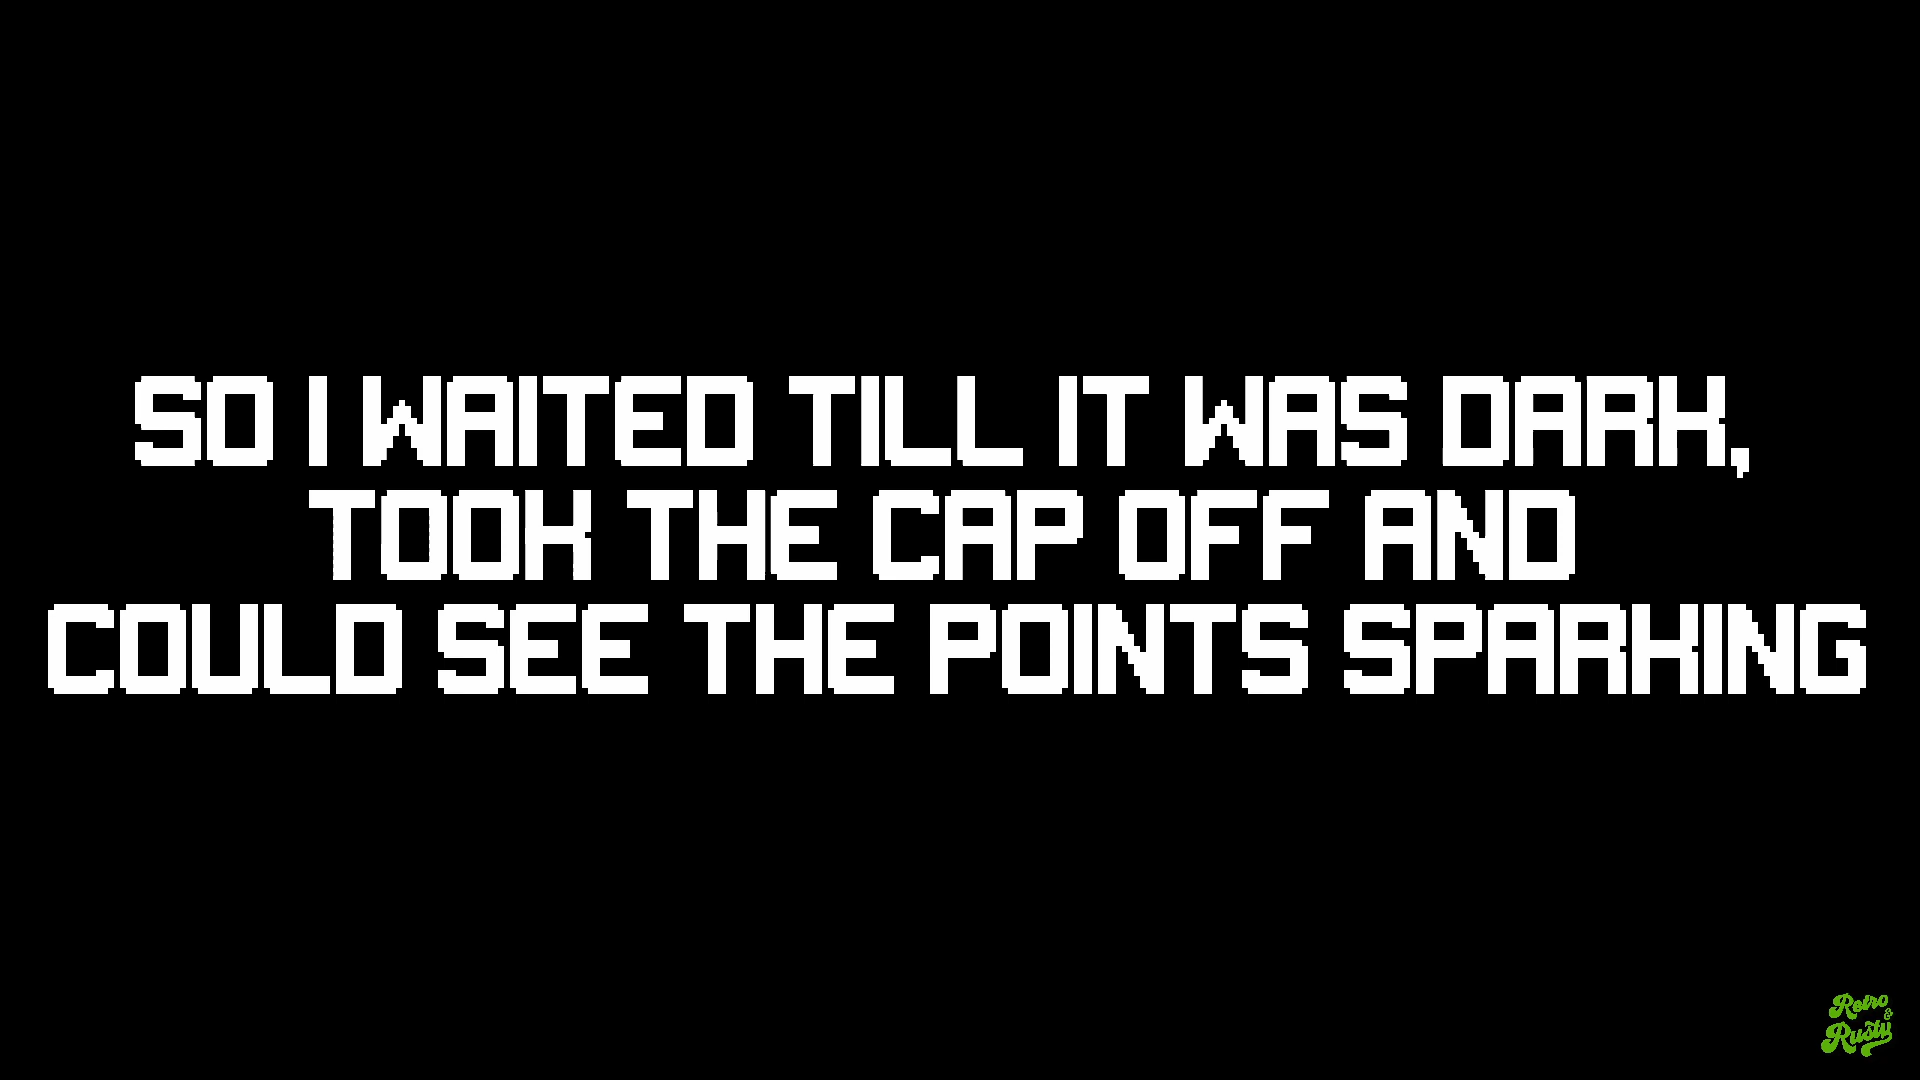 SO I WAITED TILL IT WAS DARK,
TOOK THE CAP OFF AND
COULD SEE THE POINTS SPARKING
Retro
&
Rusty